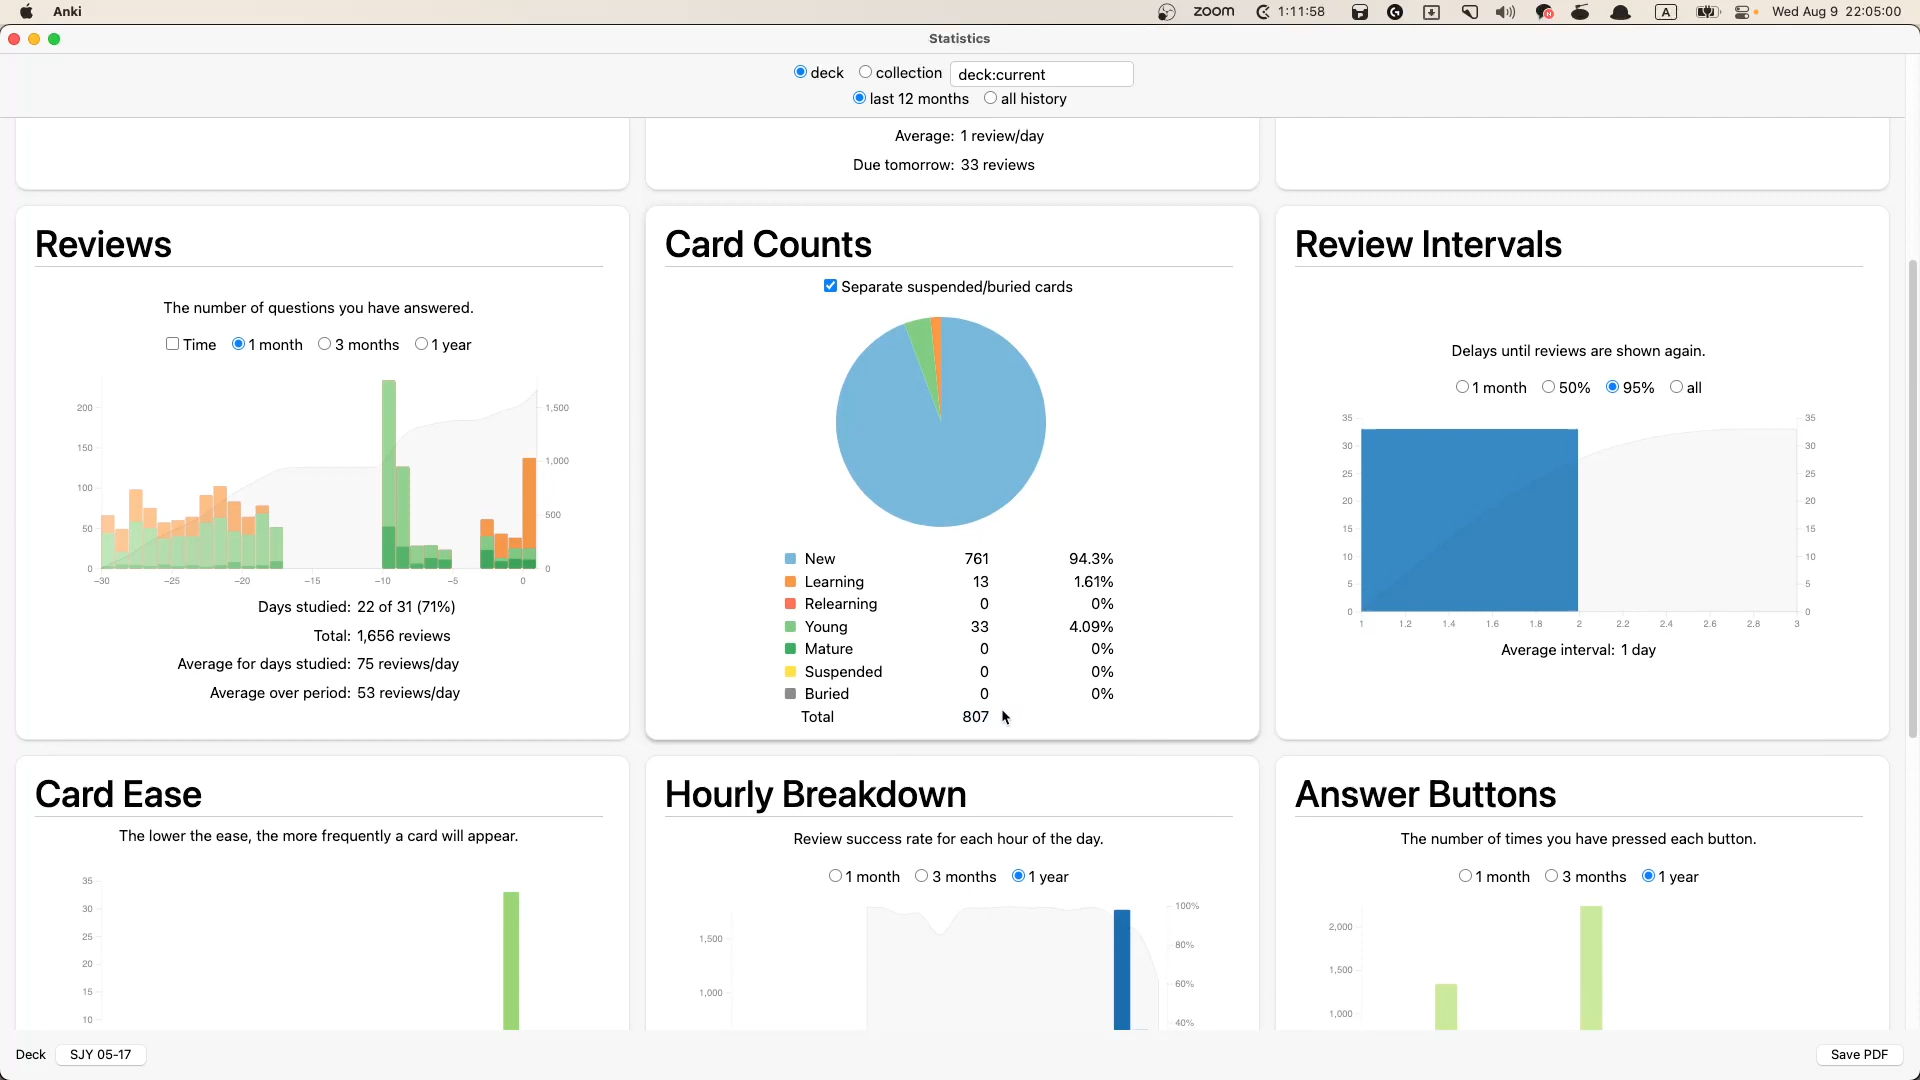 Anki
zoom
1:11:58
A
Wed Aug 9 22:05:00
Statistics
deck collection deck:current
last 12 months all history
Average: 1 review/day
Due tomorrow: 33 reviews
Reviews
The number of questions you have answered.
Time 1 month 3 months 1 year
200
150
100
50
0
1,500
1,000
500
0
−30 −25 −20 −15 −10 −5 0
Days studied: 22 of 31 (71%)
Total: 1,656 reviews
Average for days studied: 75 reviews/day
Average over period: 53 reviews/day
Card Counts
Separate suspended/buried cards
New 761 94.3%
Learning 13 1.61%
Relearning 0 0%
Young 33 4.09%
Mature 0 0%
Suspended 0 0%
Buried 0 0%
Total 807
Review Intervals
Delays until reviews are shown again.
1 month 50% 95% all
35 35
30 30
25 25
20 20
15 15
10 10
5 5
0 0
1 1.2 1.4 1.6 1.8 2 2.2 2.4 2.6 2.8 3
Average interval: 1 day
Card Ease
The lower the ease, the more frequently a card will appear.
35
30
25
20
15
10
Hourly Breakdown
Review success rate for each hour of the day.
1 month 3 months 1 year
1,500
1,000
100%
80%
60%
40%
Answer Buttons
The number of times you have pressed each button.
1 month 3 months 1 year
2,000
1,500
1,000
Deck SJY 05-17
Save PDF